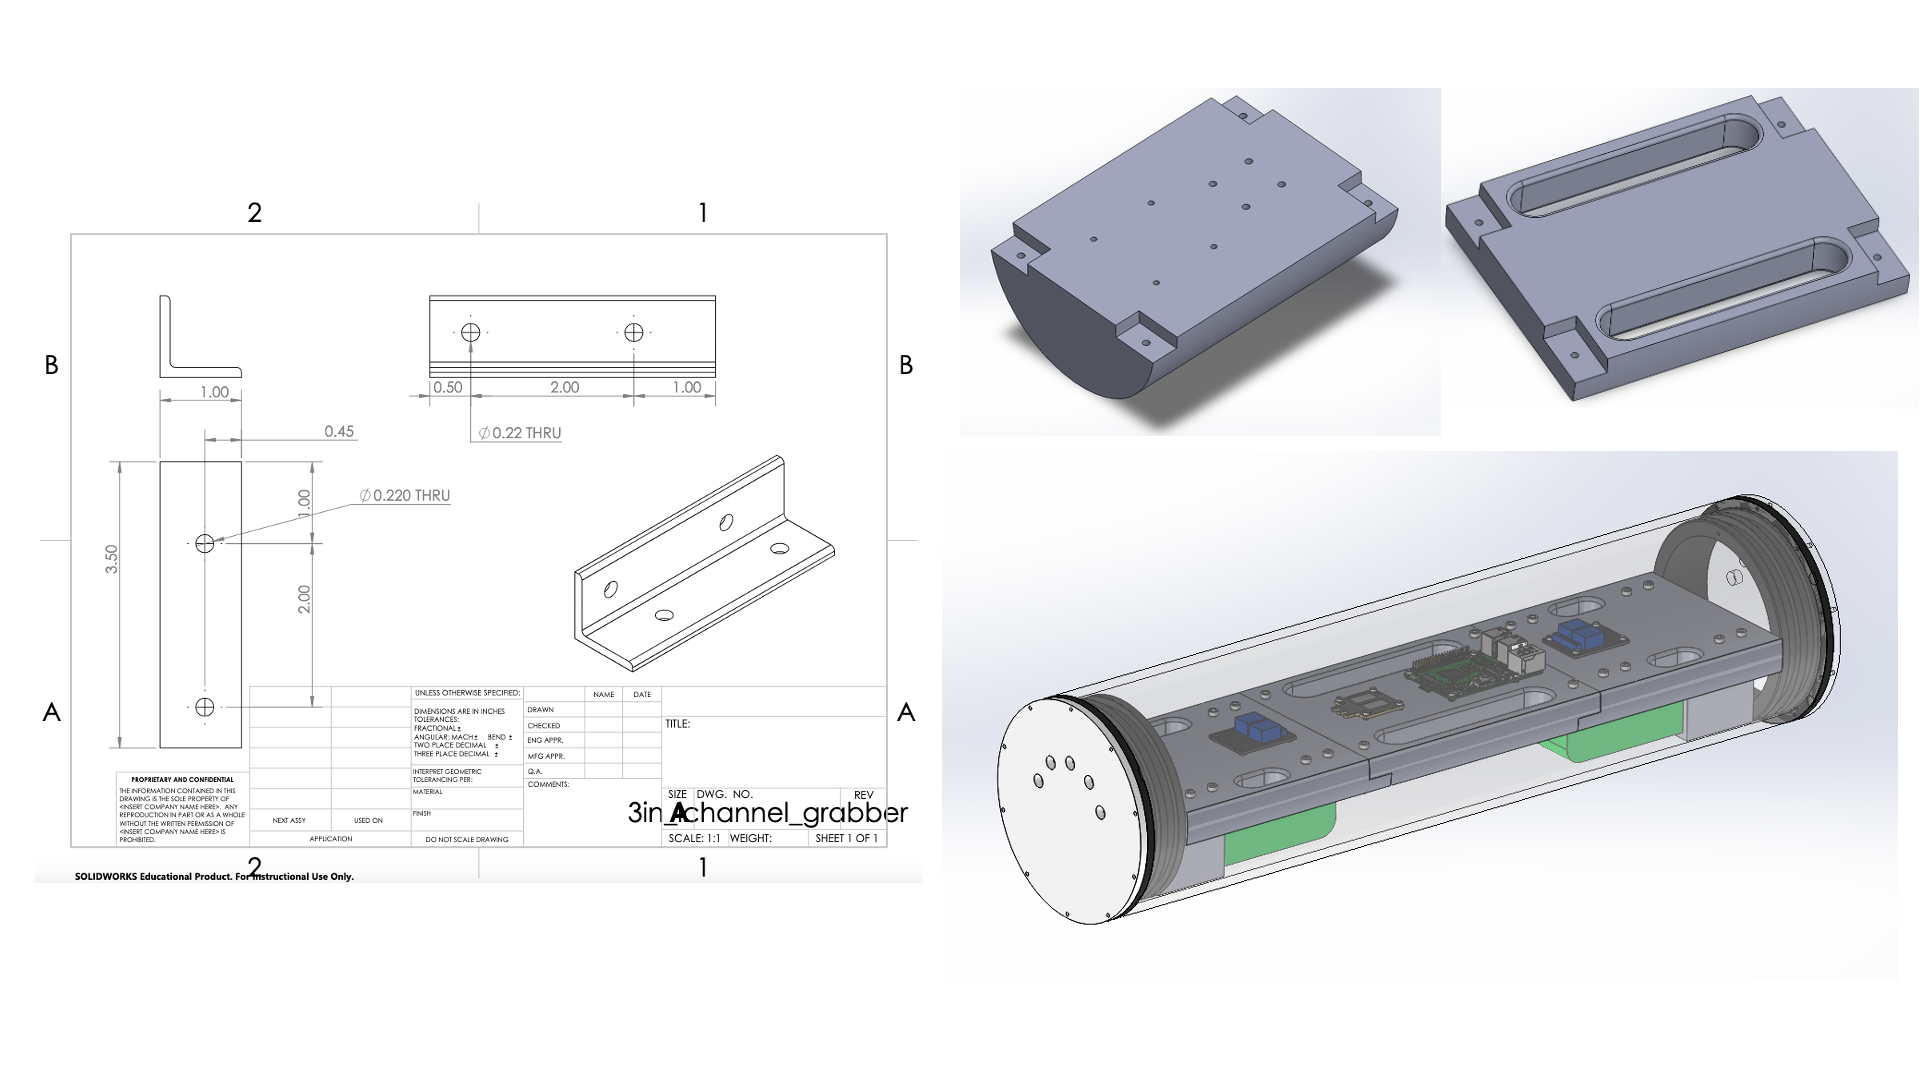 2
1
B
B
1.00
0.50
2.00
1.00
Ø0.22 THRU
0.45
1.00
Ø0.220 THRU
3.50
2.00
A
A
UNLESS OTHERWISE SPECIFIED:
NAME
DATE
DIMENSIONS ARE IN INCHES
TOLERANCES:
FRACTIONAL±
ANGULAR: MACH± BEND ±
TWO PLACE DECIMAL ±
THREE PLACE DECIMAL ±
DRAWN
CHECKED
ENG APPR.
MFG APPR.
INTERPRET GEOMETRIC
TOLERANCING PER:
Q.A.
MATERIAL
COMMENTS:
FINISH
TITLE:
PROPRIETARY AND CONFIDENTIAL
THE INFORMATION CONTAINED IN THIS
DRAWING IS THE SOLE PROPERTY OF
<INSERT COMPANY NAME HERE>. ANY
REPRODUCTION IN PART OR AS A WHOLE
WITHOUT THE WRITTEN PERMISSION OF
<INSERT COMPANY NAME HERE> IS
PROHIBITED.
NEXT ASSY
USED ON
APPLICATION
DO NOT SCALE DRAWING
SIZE
DWG. NO.
REV
A
3in_channel_grabber
SCALE: 1:1
WEIGHT:
SHEET 1 OF 1
2
1
SOLIDWORKS Educational Product. For Instructional Use Only.